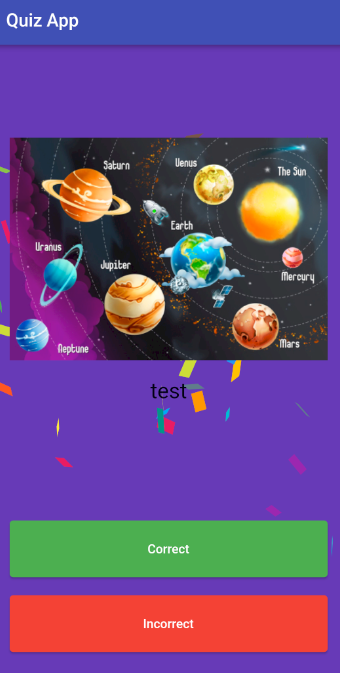 Quiz App
Saturn
Venus
The Sun
Earth
Uranus
Jupiter
Mercury
Neptune
Mars
test
Correct
Incorrect